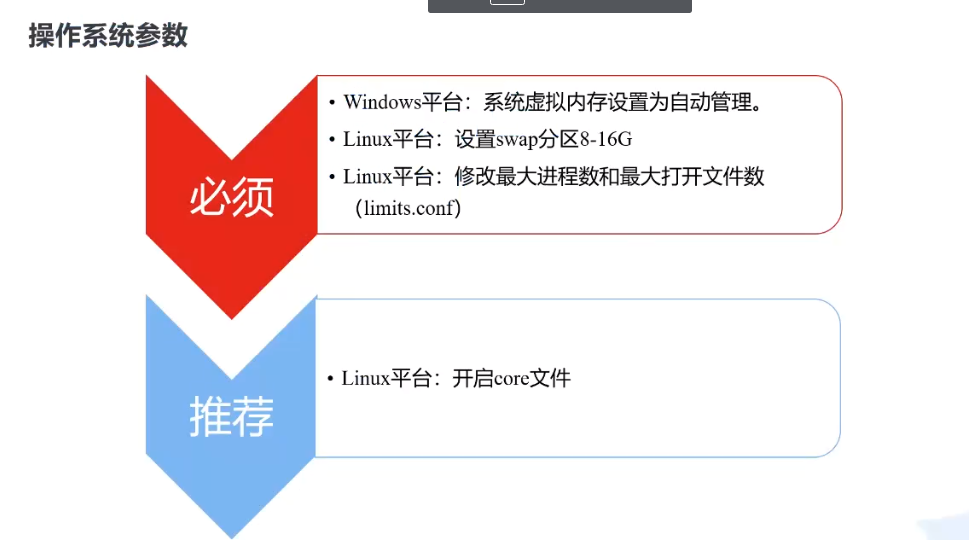 操作系统参数
必须
• Windows平台：系统虚拟内存设置为自动管理。
• Linux平台：设置swap分区8-16G
• Linux平台：修改最大进程数和最大打开文件数
（limits.conf）
推荐
• Linux平台：开启core文件